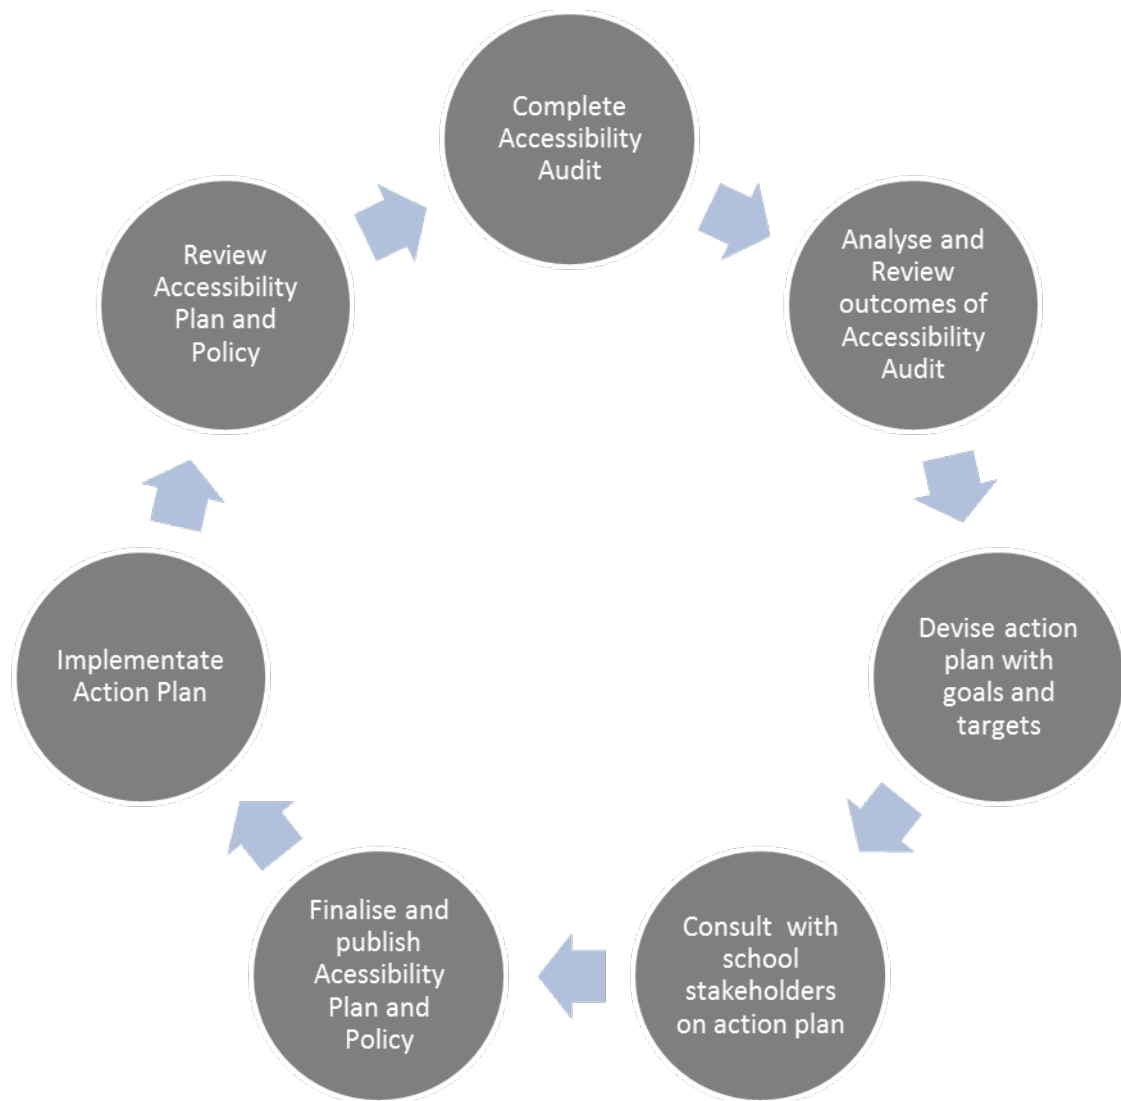 Complete
Accessibility
Audit
Analyse and
Review
outcomes of
Accessibility
Audit
Devise action
plan with
goals and
targets
Consult with
school
stakeholders
on action plan
Finalise and
publish
Acessibility
Plan and
Policy
Implementate
Action Plan
Review
Accessibility
Plan and
Policy